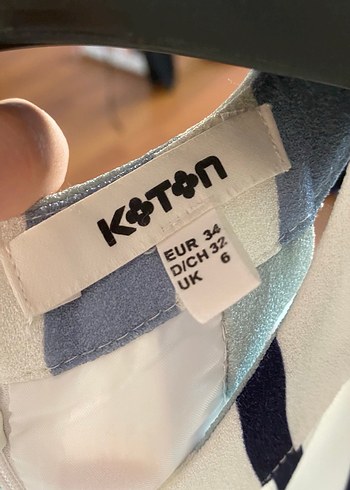 KOTON
EUR 34
D/CH 32
UK 6